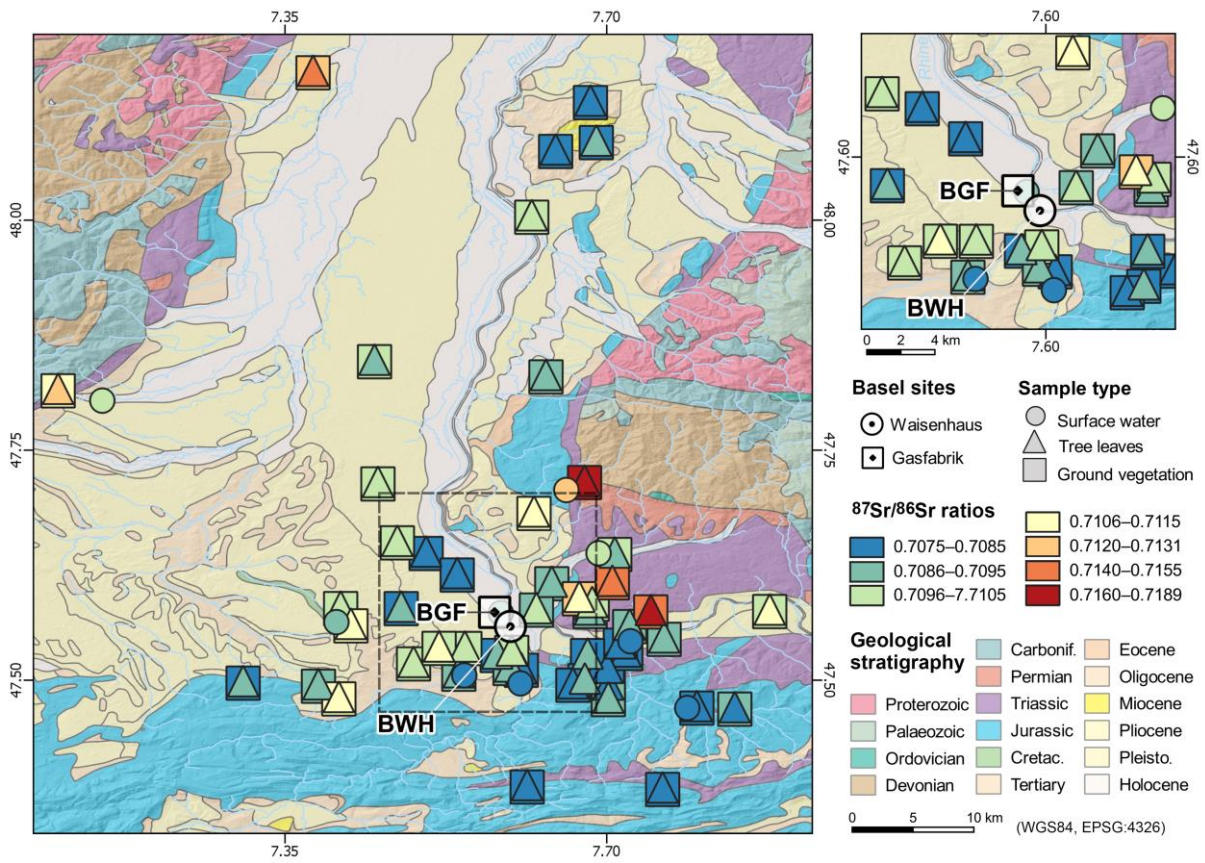 7.35
7.70
7.60
Rhine
Rhine
47.60
47.60
48.00
48.00
BGF
BWH
7.60
0 2 4 km
47.75
47.75
Basel sites
Waisenhaus
Gasfabrik
Sample type
Surface water
Tree leaves
Ground vegetation
87Sr/86Sr ratios
0.7075–0.7085
0.7086–0.7095
0.7096–7.7105
0.7106–0.7115
0.7120–0.7131
0.7140–0.7155
0.7160–0.7189
BGF
BWH
47.50
47.50
Geological
stratigraphy
Proterozoic
Palaeozoic
Ordovician
Devonian
Carbonif.
Permian
Triassic
Jurassic
Cretac.
Tertiary
Eocene
Oligocene
Miocene
Pliocene
Pleisto.
Holocene
0 5 10 km
(WGS84, EPSG:4326)
7.35
7.70